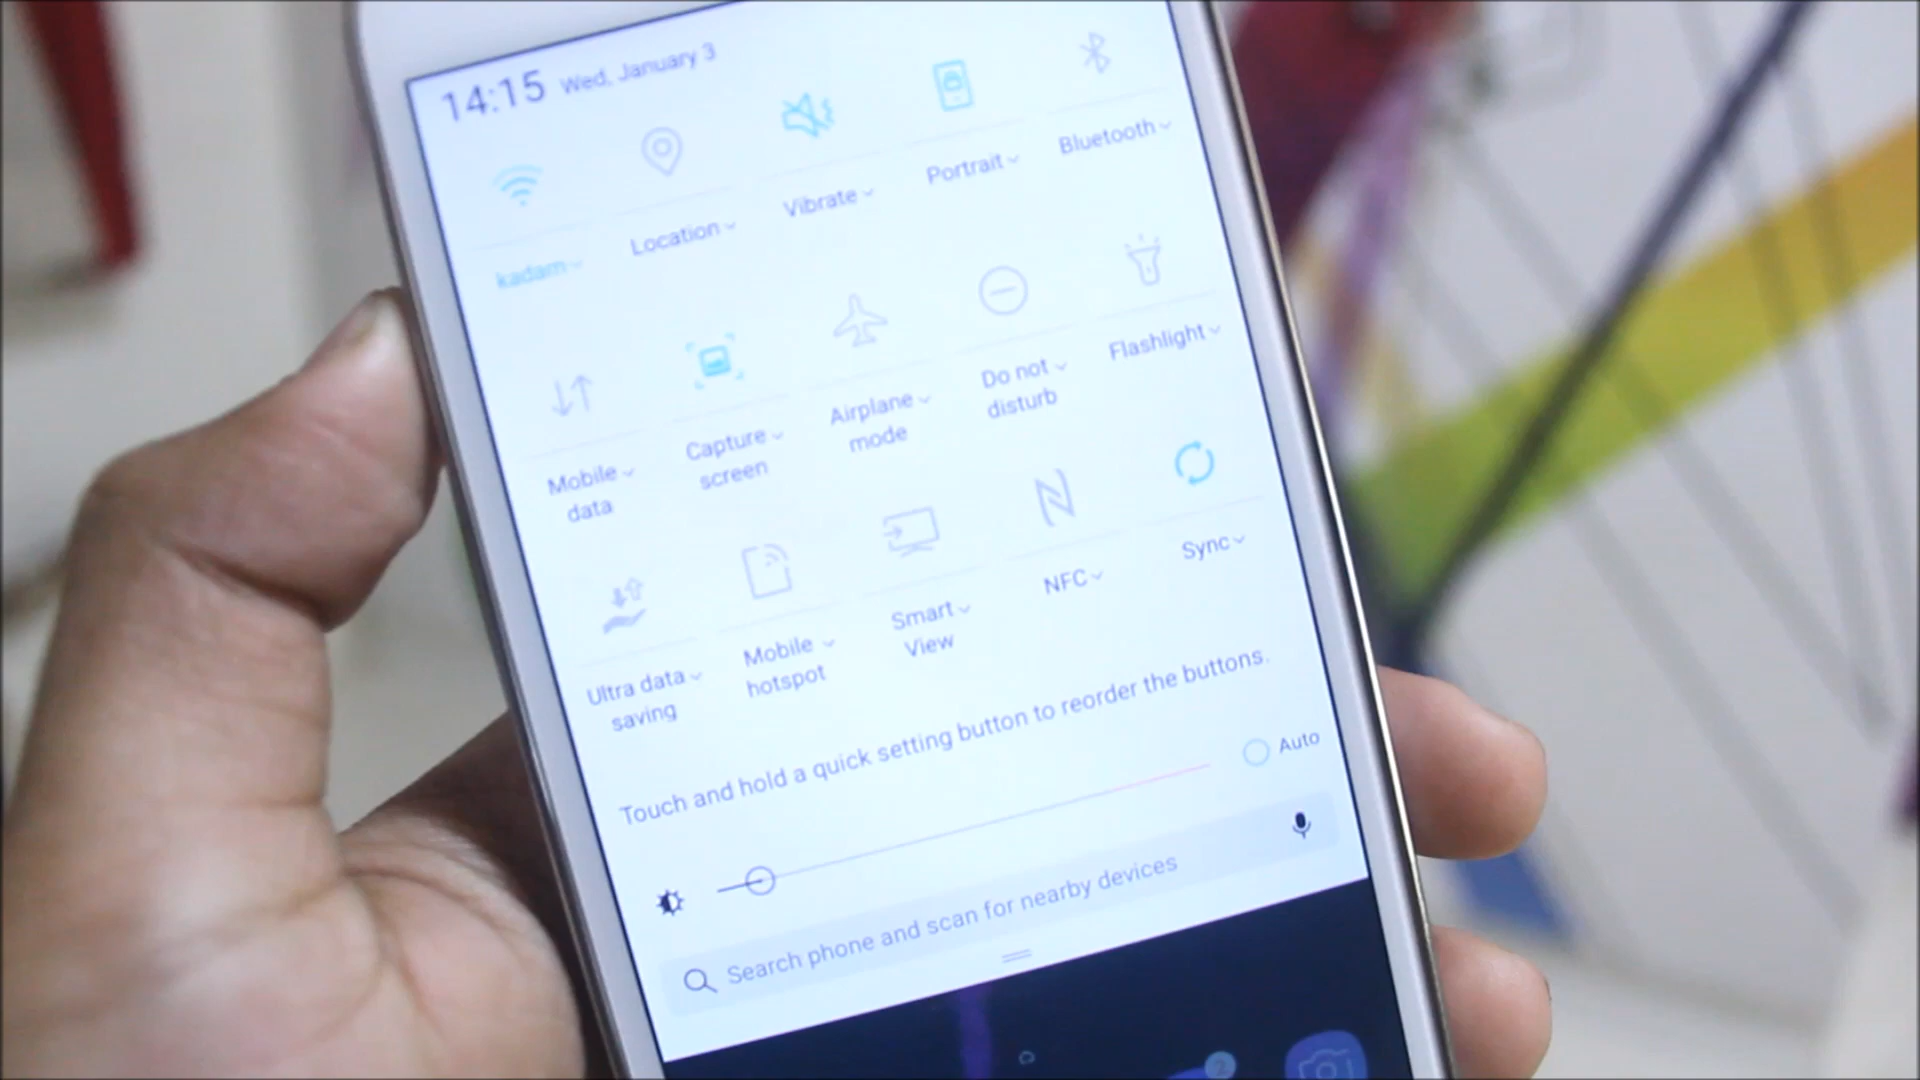 14:15 Wed, January 3
kadam
Location
Vibrate
Portrait
Bluetooth
Mobile
data
Capture
screen
Airplane
mode
Do not
disturb
Flashlight
Ultra data
saving
Mobile
hotspot
Smart
View
NFC
Sync
Touch and hold a quick setting button to reorder the buttons.
Auto
Search phone and scan for nearby devices
2